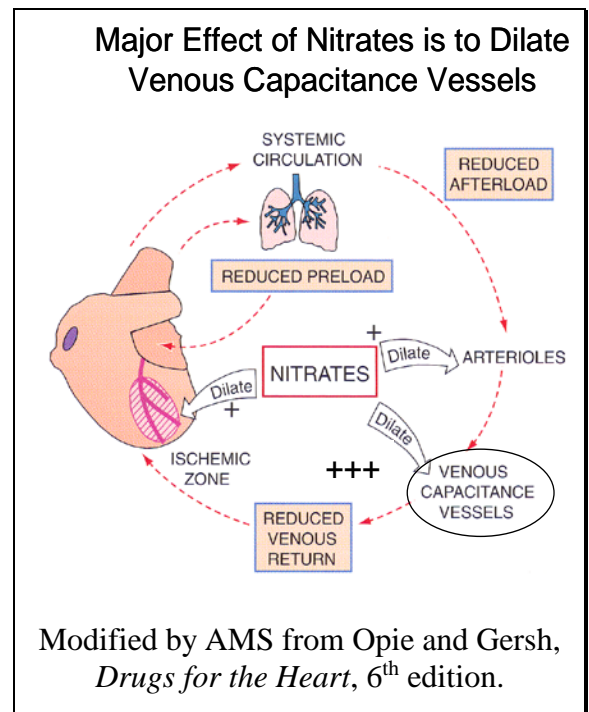 Major Effect of Nitrates is to Dilate
Venous Capacitance Vessels
SYSTEMIC
CIRCULATION
REDUCED
AFTERLOAD
REDUCED PRELOAD
+
Dilate
ARTERIOLES
NITRATES
Dilate
+
Dilate
ISCHEMIC
ZONE
+++
VENOUS
CAPACITANCE
VESSELS
REDUCED
VENOUS
RETURN
Modified by AMS from Opie and Gersh,
Drugs for the Heart, 6th edition.